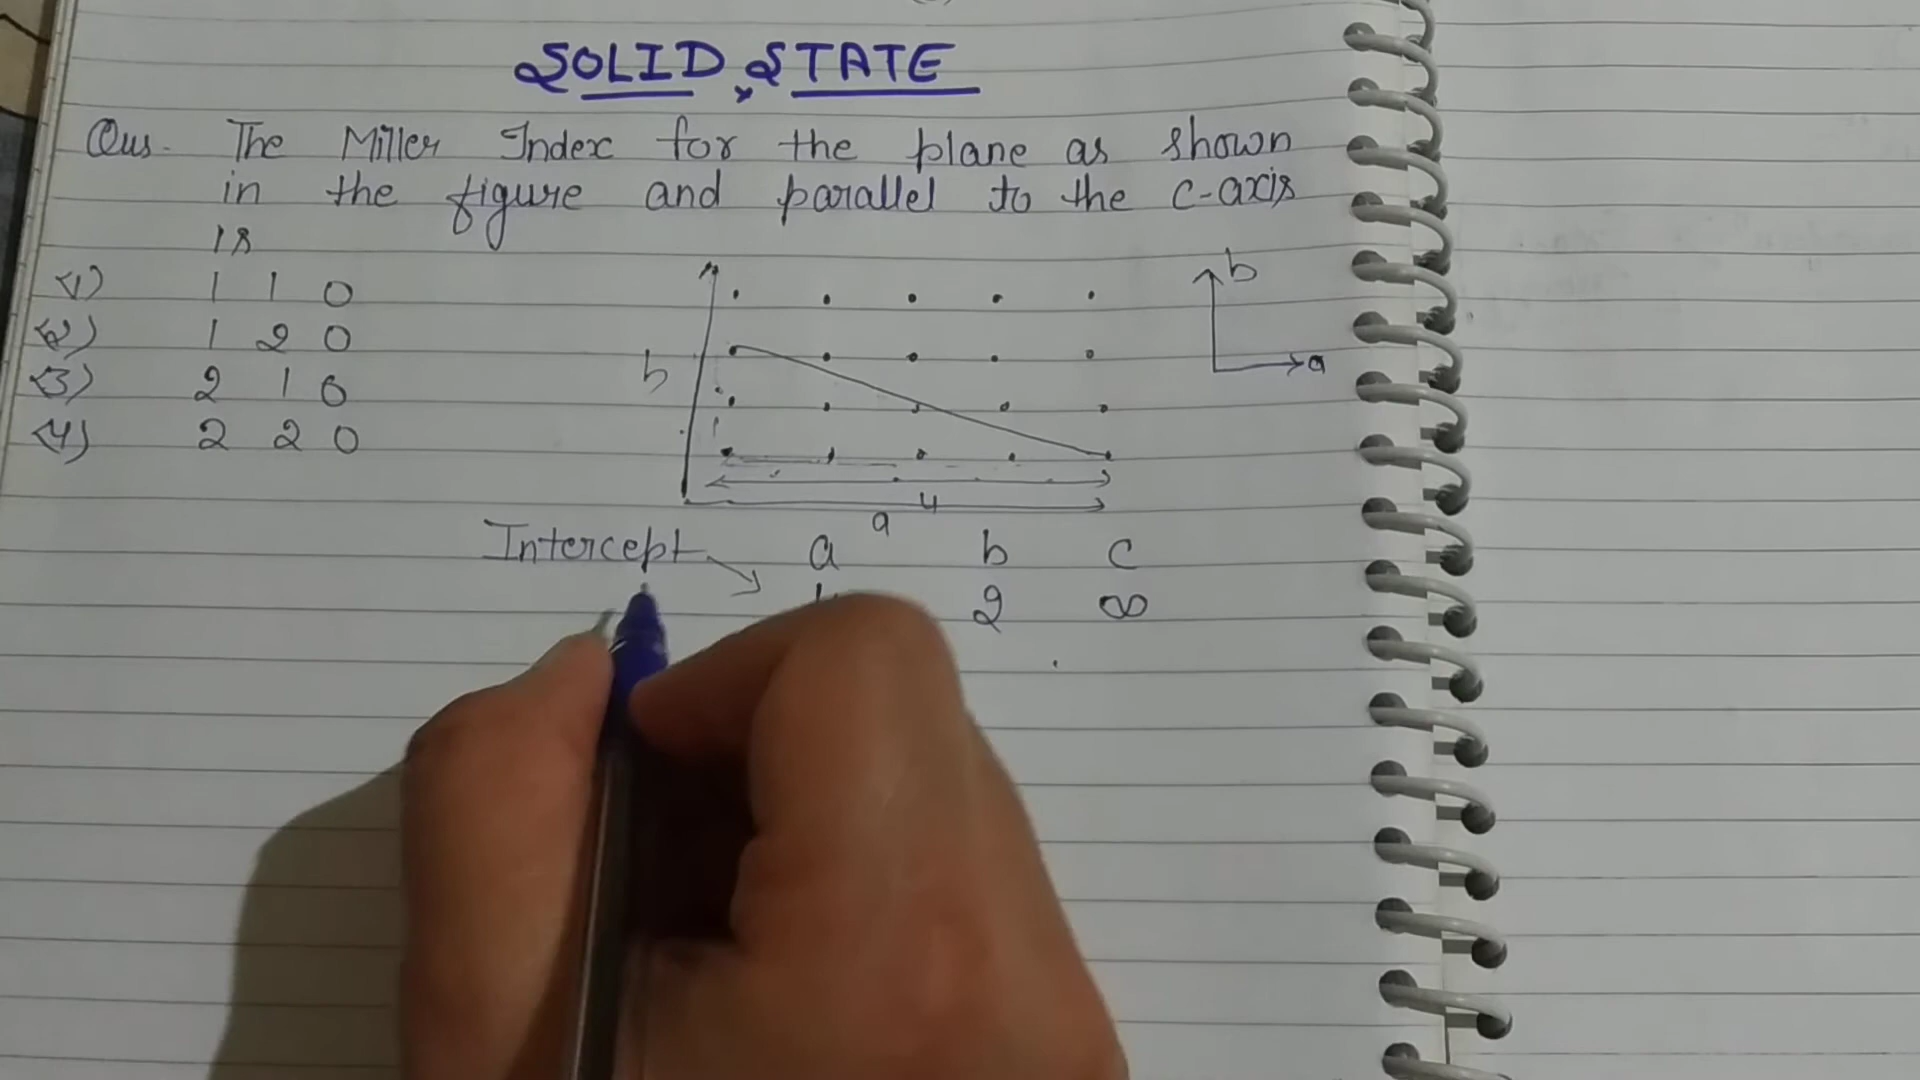 SOLID STATE
Qus. The Miller Index for the plane as shown
in the figure and parallel to the c-axis
is
(1) 1 1 0
(2) 1 2 0
(3) 2 1 0
(4) 2 2 0
b
b
a
4
a
Intercept → a b c
2 ∞